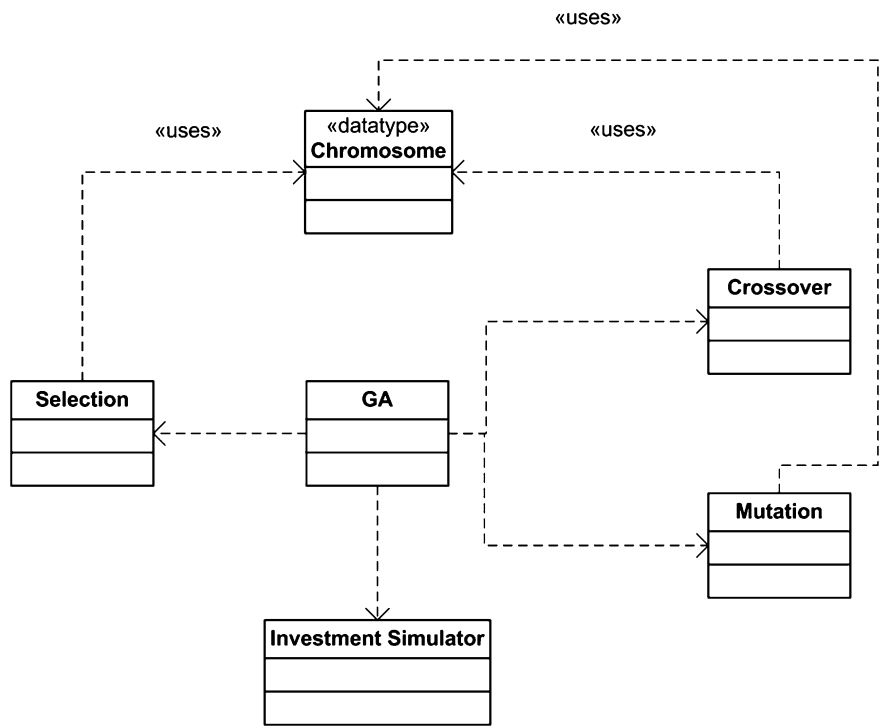 «uses»
«uses»
«datatype»
Chromosome
«uses»
Crossover
Selection
GA
Mutation
Investment Simulator